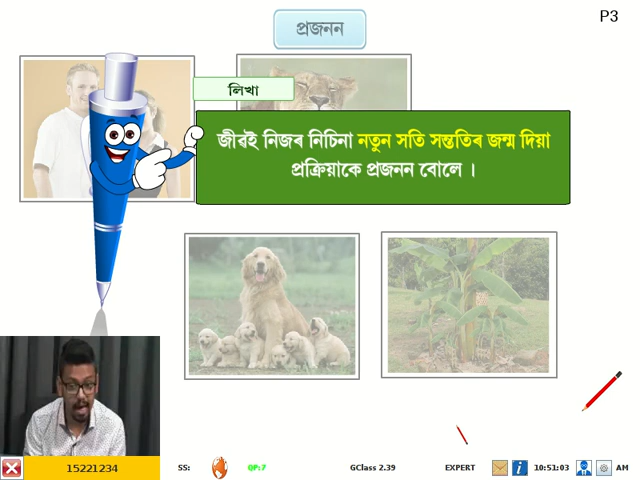 P3
প্ৰজনন
লিখা
জীৱই নিজৰ নিচিনা নতুন সতি সন্ততিৰ জন্ম দিয়া
প্ৰক্ৰিয়াকে প্ৰজনন বোলে ।
15221234 SS: QP:7 GClass 2.39 EXPERT 10:51:03 AM